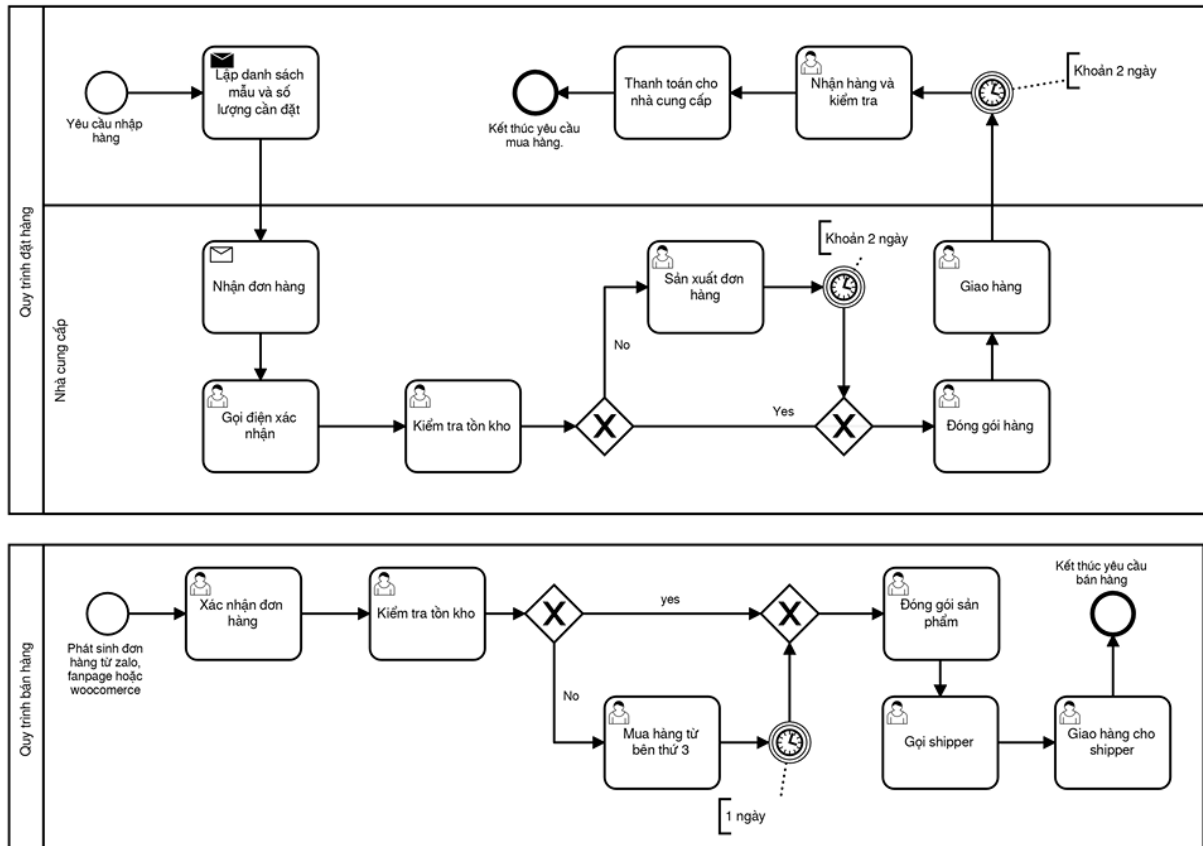 Quy trình đặt hàng
Yêu cầu nhập
hàng
Lập danh sách
mẫu và số
lượng cần đặt
Kết thúc yêu cầu
mua hàng.
Thanh toán cho
nhà cung cấp
Nhận hàng và
kiểm tra
Khoản 2 ngày
Nhà cung cấp
Nhận đơn hàng
Gọi điện xác
nhận
Kiểm tra tồn kho
No
Sản xuất đơn
hàng
Khoản 2 ngày
Yes
Đóng gói hàng
Giao hàng
Quy trình bán hàng
Phát sinh đơn
hàng từ zalo,
fanpage hoặc
woocomerce
Xác nhận đơn
hàng
Kiểm tra tồn kho
yes
No
Mua hàng từ
bên thứ 3
1 ngày
Đóng gói sản
phẩm
Gọi shipper
Giao hàng cho
shipper
Kết thúc yêu cầu
bán hàng